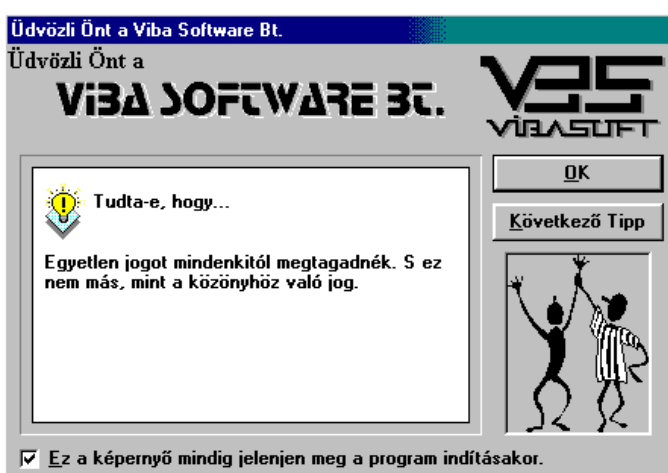 Üdvözli Önt a Viba Software Bt.
Üdvözli Önt a
ViBA SOFTWARE BT.
VBS
ViBASOFT
Tudta-e, hogy...
Egyetlen jogot mindenkitól megtagadnék. S ez
nem más, mint a közönyhöz való jog.
OK
Következő Tipp
Ez a képernyő mindig jelenjen meg a program indításakor.